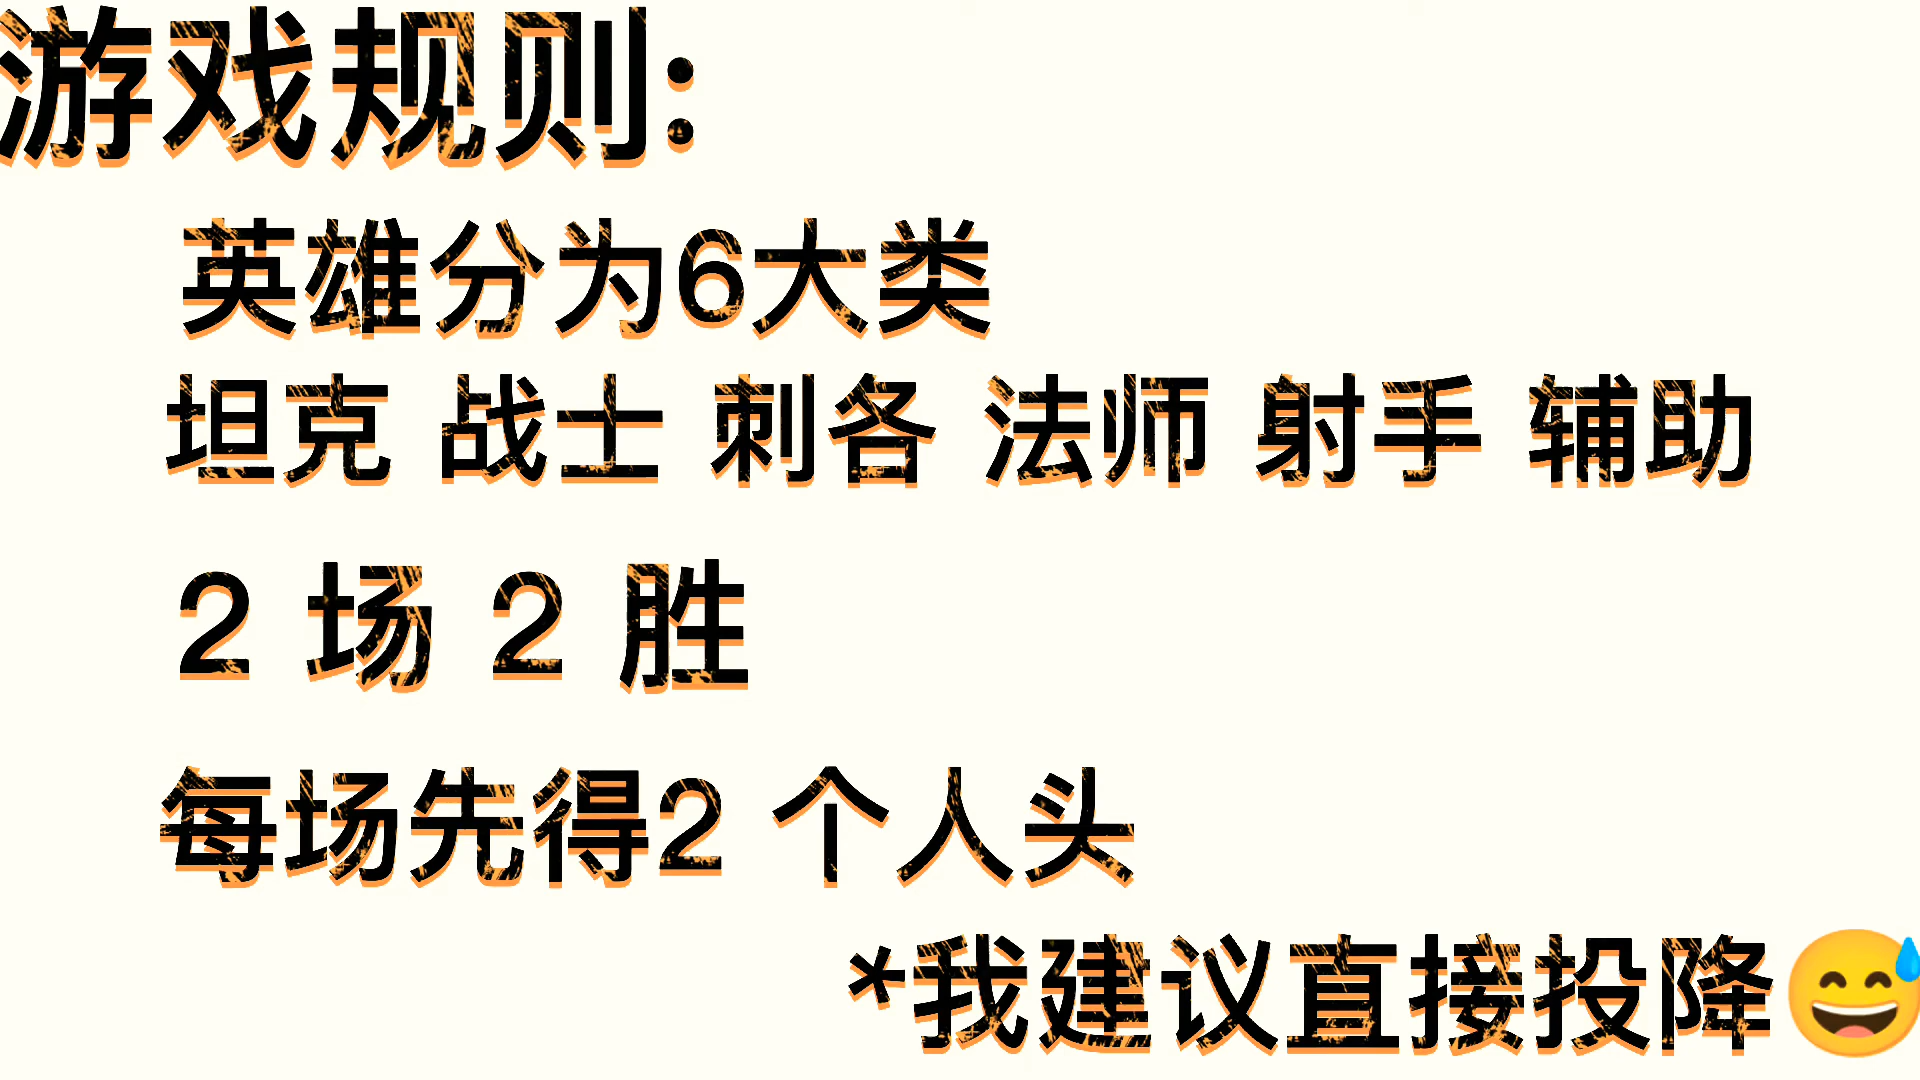 游戏规则:
英雄分为6大类
坦克 战士 刺各 法师 射手 辅助
2 场 2 胜
每场先得2 个人头
*我建议直接投降😅